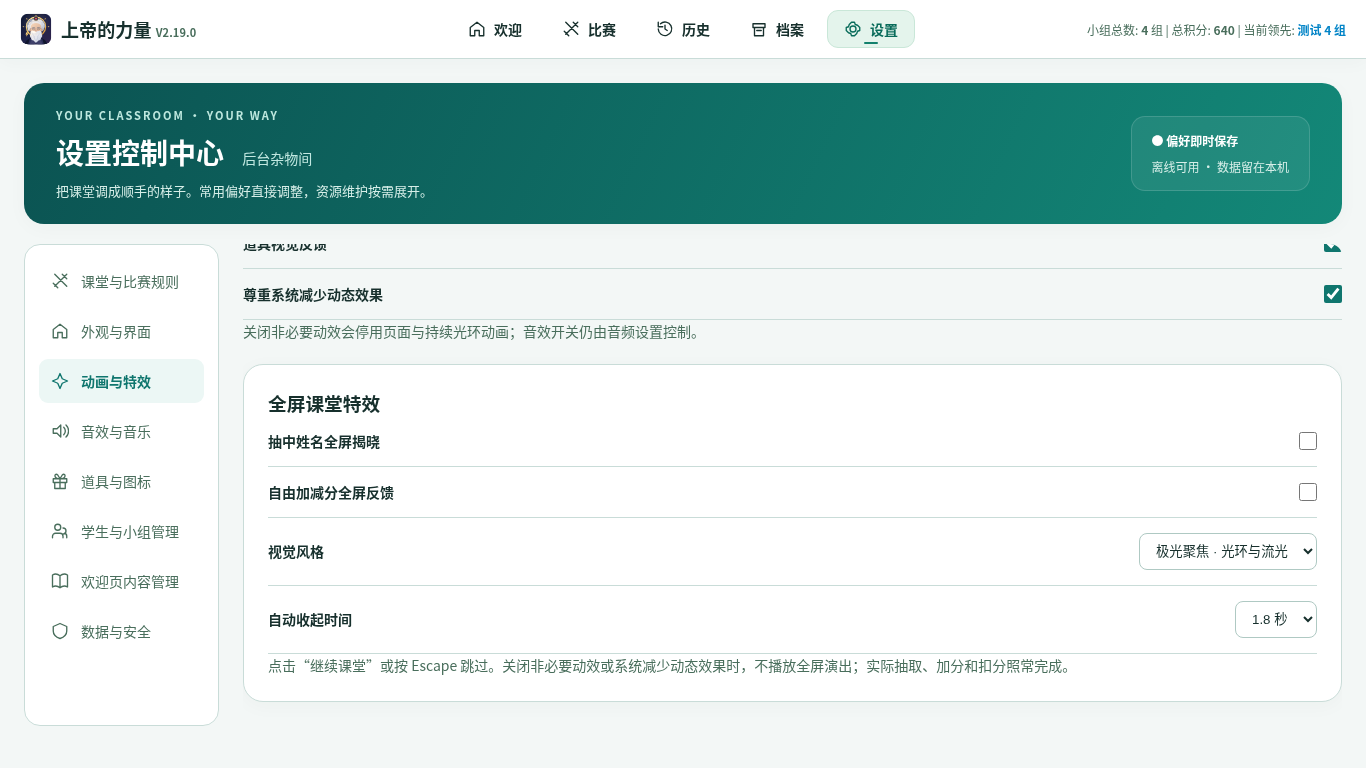 上帝的力量 V2.19.0
欢迎
比赛
历史
档案
设置
小组总数: 4 组 | 总积分: 640 | 当前领先: 测试 4 组
YOUR CLASSROOM • YOUR WAY
设置控制中心 后台杂物间
把课堂调成顺手的样子。常用偏好直接调整，资源维护按需展开。
偏好即时保存
离线可用 • 数据留在本机
课堂与比赛规则
外观与界面
动画与特效
音效与音乐
道具与图标
学生与小组管理
欢迎页内容管理
数据与安全
道具视觉反馈
尊重系统减少动态效果
关闭非必要动效会停用页面与持续光环动画；音效开关仍由音频设置控制。
全屏课堂特效
抽中姓名全屏揭晓
自由加减分全屏反馈
视觉风格
极光聚焦 · 光环与流光
自动收起时间
1.8 秒
点击“继续课堂”或按 Escape 跳过。关闭非必要动效或系统减少动态效果时，不播放全屏演出；实际抽取、加分和扣分照常完成。